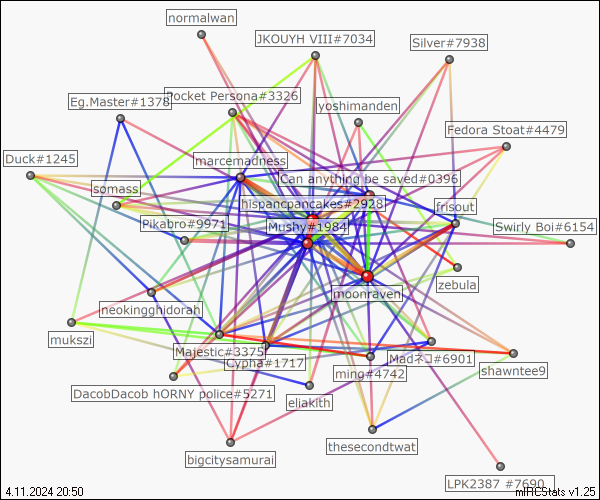 normalwan
JKOUYH VIII#7034
Silver#7938
Pocket Persona#3326
Eg.Master#1378
yoshimanden
Fedora Stoat#4479
Duck#1245
marcemadness
Can anything be saved#0396
somass
hispancpancakes#2928
frisout
Pikabro#9971
Mushy#1984
Swirly Boi#6154
zebula
moonraven
neokingghidorah
mukszi
Majestic#3375
Cypha#1717
Madネコ#6901
shawntee9
ming#4742
DacobDacob hORNY police#5271
eliakith
thesecondtwat
bigcitysamurai
LPK2387 #7690
4.11.2024 20:50
mIRCStats v1.25